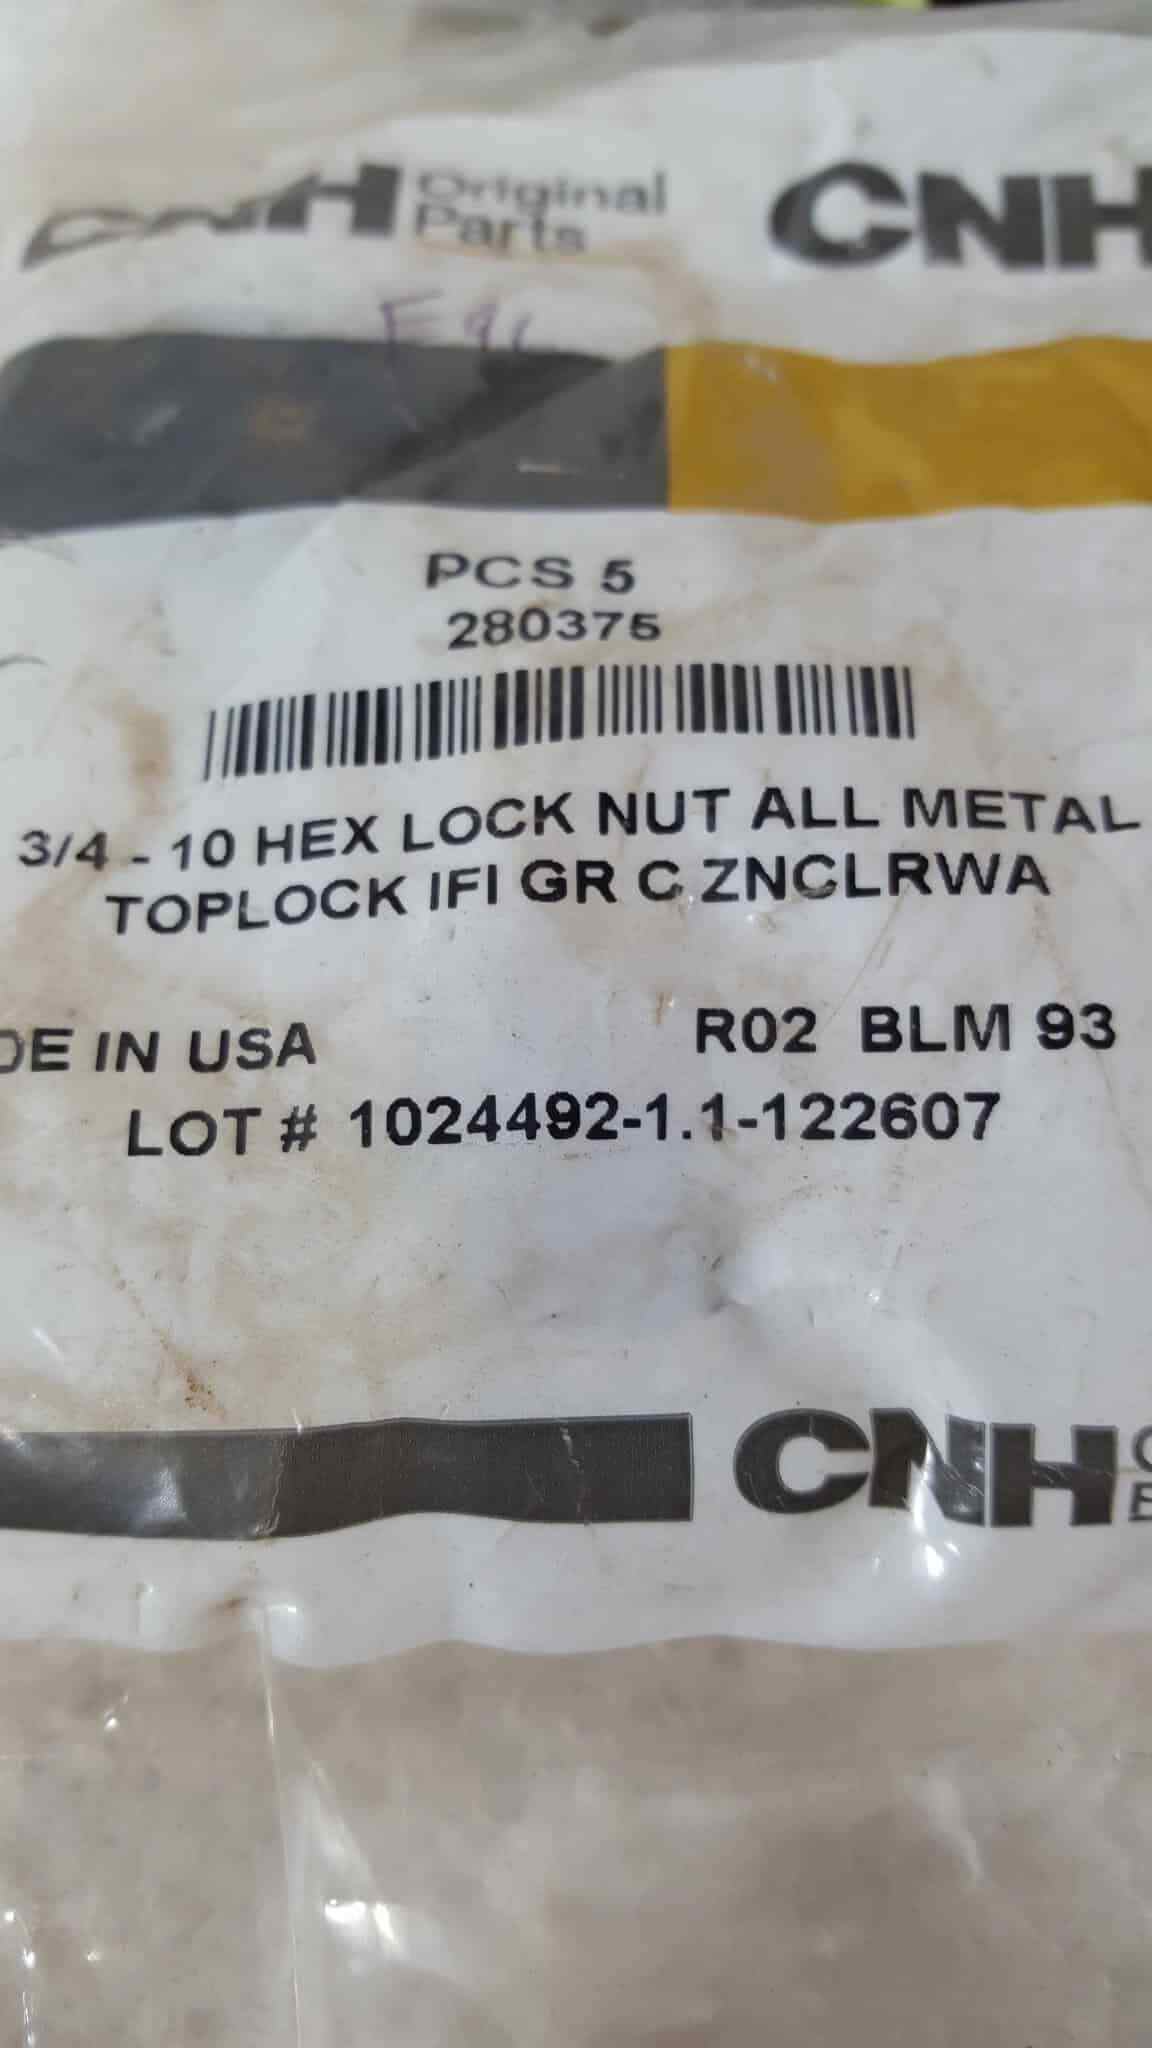 CNH Original Parts
CNH
PCS 5
280375
3/4 - 10 HEX LOCK NUT ALL METAL
TOPLOCK IFI GR C ZNCLRWA
DE IN USA R02 BLM 93
LOT # 1024492-1.1-122607
CNH